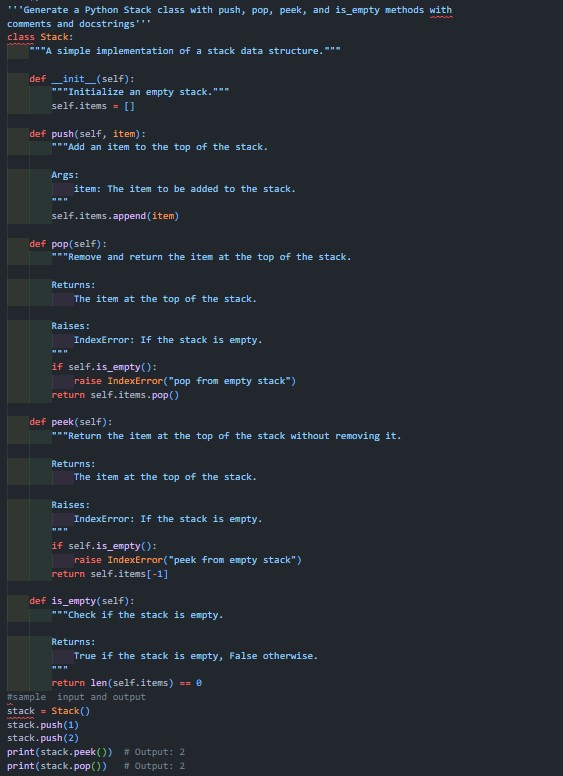 '''Generate a Python Stack class with push, pop, peek, and is_empty methods with
comments and docstrings'''
class Stack:
    """A simple implementation of a stack data structure."""

    def __init__(self):
        """Initialize an empty stack."""
        self.items = []

    def push(self, item):
        """Add an item to the top of the stack.

        Args:
            item: The item to be added to the stack.
        """
        self.items.append(item)

    def pop(self):
        """Remove and return the item at the top of the stack.

        Returns:
            The item at the top of the stack.

        Raises:
            IndexError: If the stack is empty.
        """
        if self.is_empty():
            raise IndexError("pop from empty stack")
        return self.items.pop()

    def peek(self):
        """Return the item at the top of the stack without removing it.

        Returns:
            The item at the top of the stack.

        Raises:
            IndexError: If the stack is empty.
        """
        if self.is_empty():
            raise IndexError("peek from empty stack")
        return self.items[-1]

    def is_empty(self):
        """Check if the stack is empty.

        Returns:
            True if the stack is empty, False otherwise.
        """
        return len(self.items) == 0
#sample  input and output
stack = Stack()
stack.push(1)
stack.push(2)
print(stack.peek())  # Output: 2
print(stack.pop())   # Output: 2